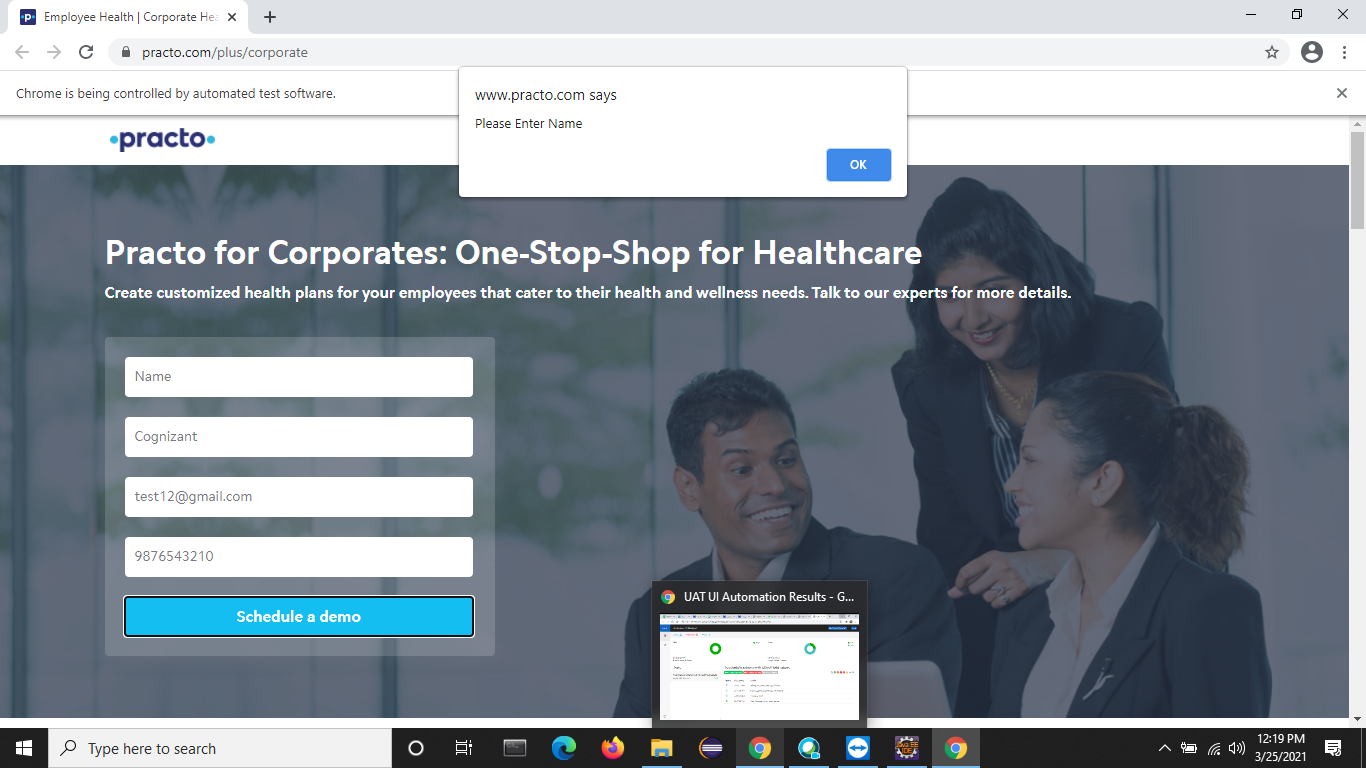 Employee Health | Corporate Hea
practo.com/plus/corporate
Chrome is being controlled by automated test software.
www.practo.com says
Please Enter Name
OK
practo
Practo for Corporates: One-Stop-Shop for Healthcare
Create customized health plans for your employees that cater to their health and wellness needs. Talk to our experts for more details.
Name
Cognizant
test12@gmail.com
9876543210
Schedule a demo
UAT UI Automation Results - G...
Type here to search
12:19 PM
3/25/2021